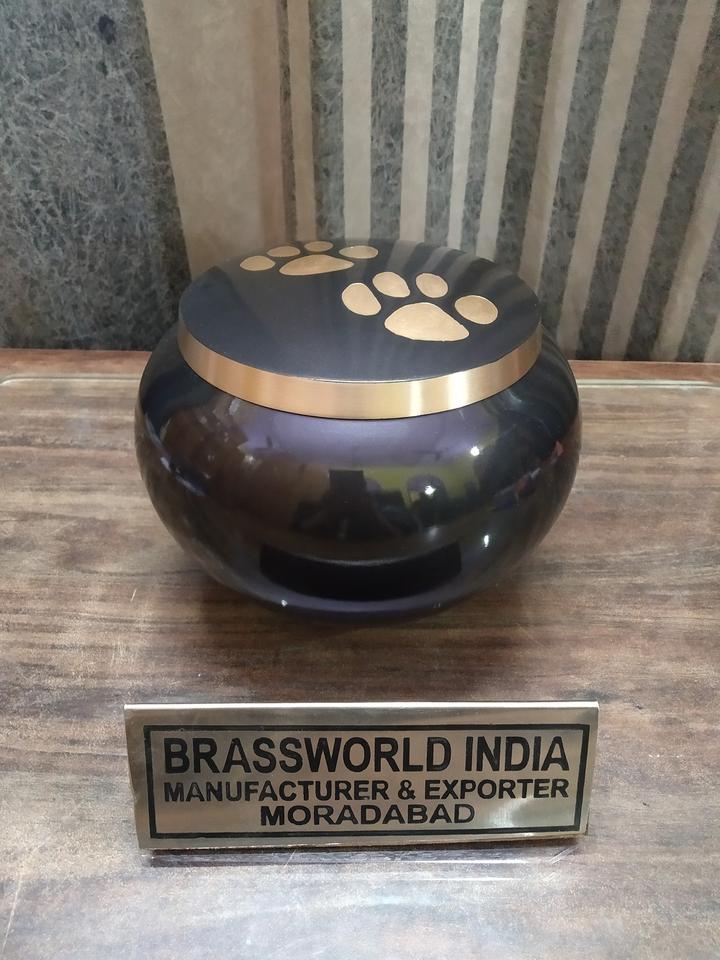 BRASSWORLD INDIA
MANUFACTURER & EXPORTER
MORADABAD